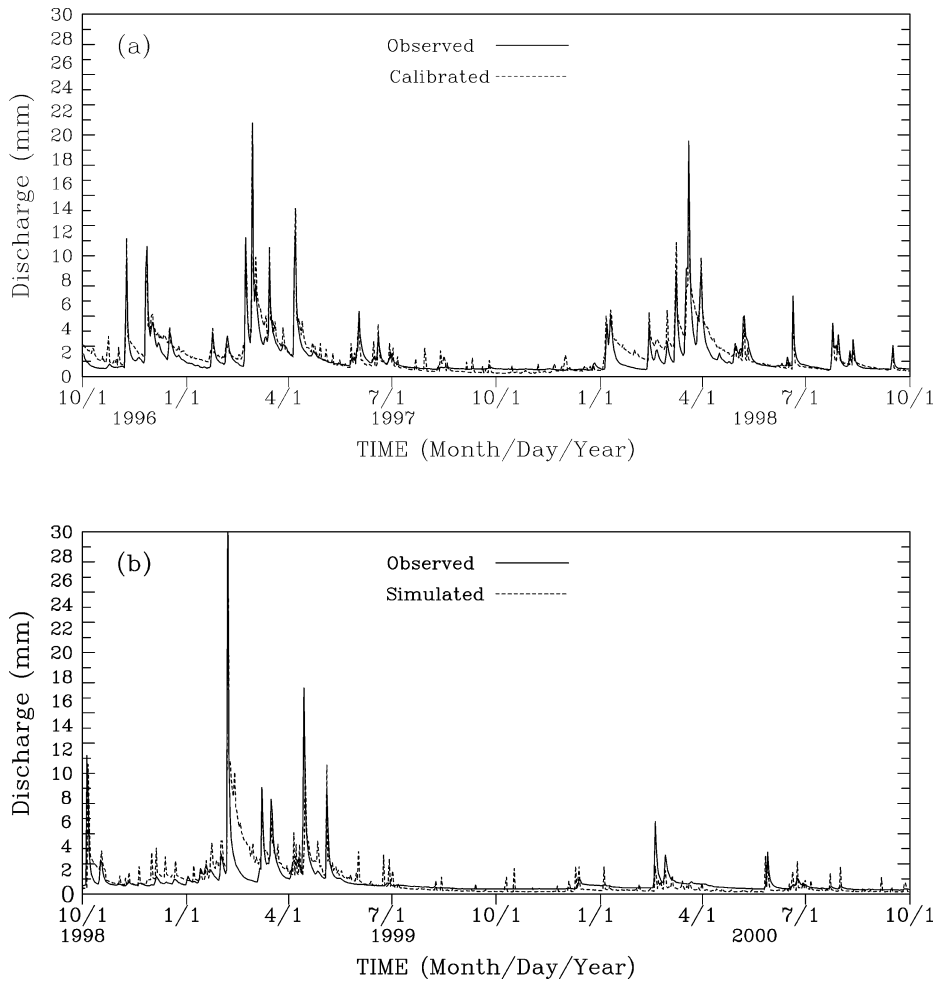 30
28
26
24
22
20
18
16
14
12
10
8
6
4
2
0
Discharge (mm)
(a)
Observed
Calibrated
10/1 1/1 4/1 7/1 10/1 1/1 4/1 7/1 10/1
1996 1997 1998
TIME (Month/Day/Year)
30
28
26
24
22
20
18
16
14
12
10
8
6
4
2
0
Discharge (mm)
(b)
Observed
Simulated
10/1 1/1 4/1 7/1 10/1 1/1 4/1 7/1 10/1
1998 1999 2000
TIME (Month/Day/Year)